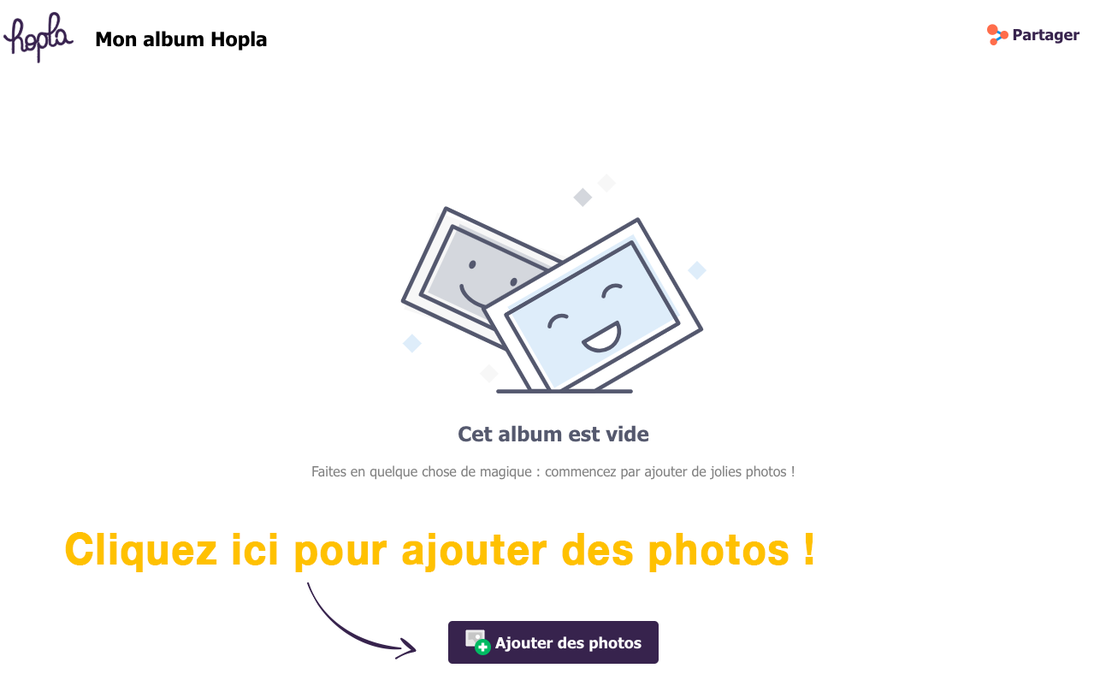 hopla
Mon album Hopla
Partager
Cet album est vide
Faites en quelque chose de magique : commencez par ajouter de jolies photos !
Cliquez ici pour ajouter des photos !
Ajouter des photos